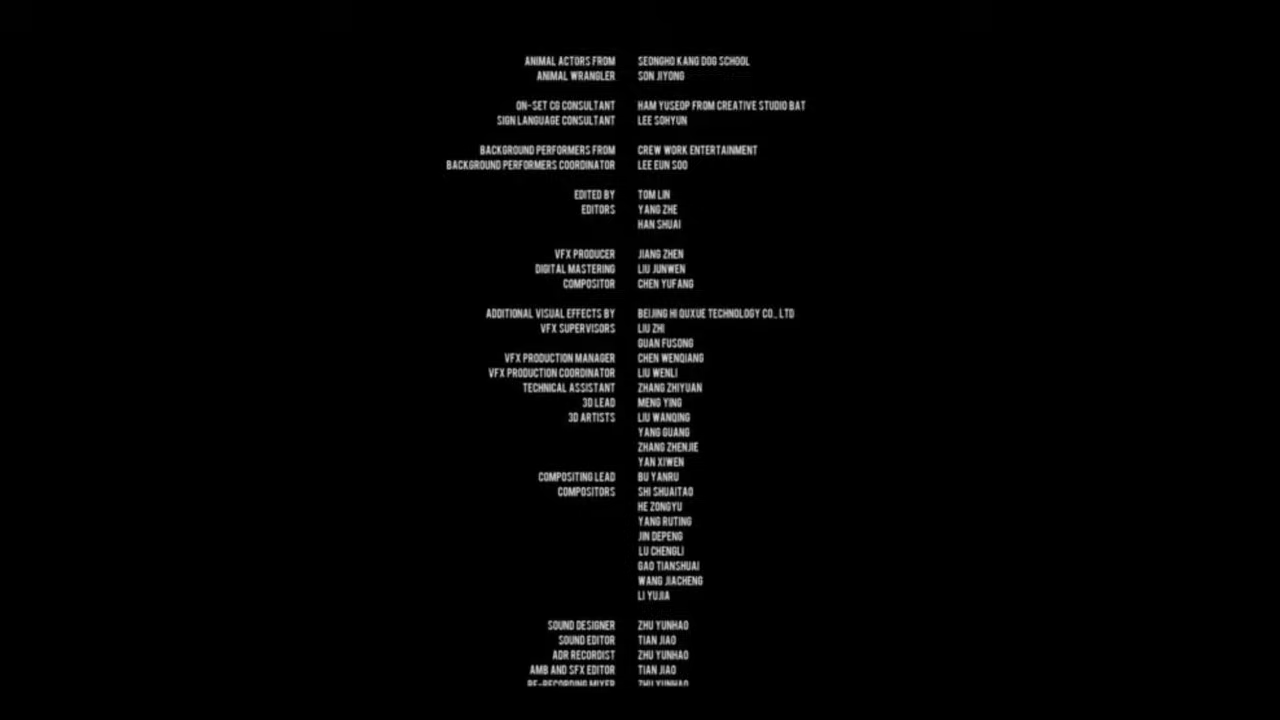 ANIMAL ACTORS FROM SEONGHO KANG DOG SCHOOL
ANIMAL WRANGLER SON JIYONG
ON-SET CG CONSULTANT HAM YUSEOP FROM CREATIVE STUDIO BAT
SIGN LANGUAGE CONSULTANT LEE SOHYUN
BACKGROUND PERFORMERS FROM CREW WORK ENTERTAINMENT
BACKGROUND PERFORMERS COORDINATOR LEE EUN SOO
EDITED BY TOM LIN
EDITORS YANG ZHE
HAN SHUAI
VFX PRODUCER JIANG ZHEN
DIGITAL MASTERING LIU JUNWEN
COMPOSITOR CHEN YUFANG
ADDITIONAL VISUAL EFFECTS BY BEIJING HI QUXUE TECHNOLOGY CO., LTD
VFX SUPERVISORS LIU ZHI
GUAN FUSONG
VFX PRODUCTION MANAGER CHEN WENQIANG
VFX PRODUCTION COORDINATOR LIU WENLI
TECHNICAL ASSISTANT ZHANG ZHIYUAN
3D LEAD MENG YING
3D ARTISTS LIU WANQING
YANG GUANG
ZHANG ZHENJIE
YAN XIWEN
COMPOSITING LEAD BU YANRU
COMPOSITORS SHI SHUAITAO
HE ZONGYU
YANG RUTING
JIN DEPENG
LU CHENGLI
GAO TIANSHUAI
WANG JIACHENG
LI YUJIA
SOUND DESIGNER ZHU YUNHAO
SOUND EDITOR TIAN JIAO
ADR RECORDIST ZHU YUNHAO
AMB AND SFX EDITOR TIAN JIAO
RE-RECORDING MIXER ZHU YUNHAO